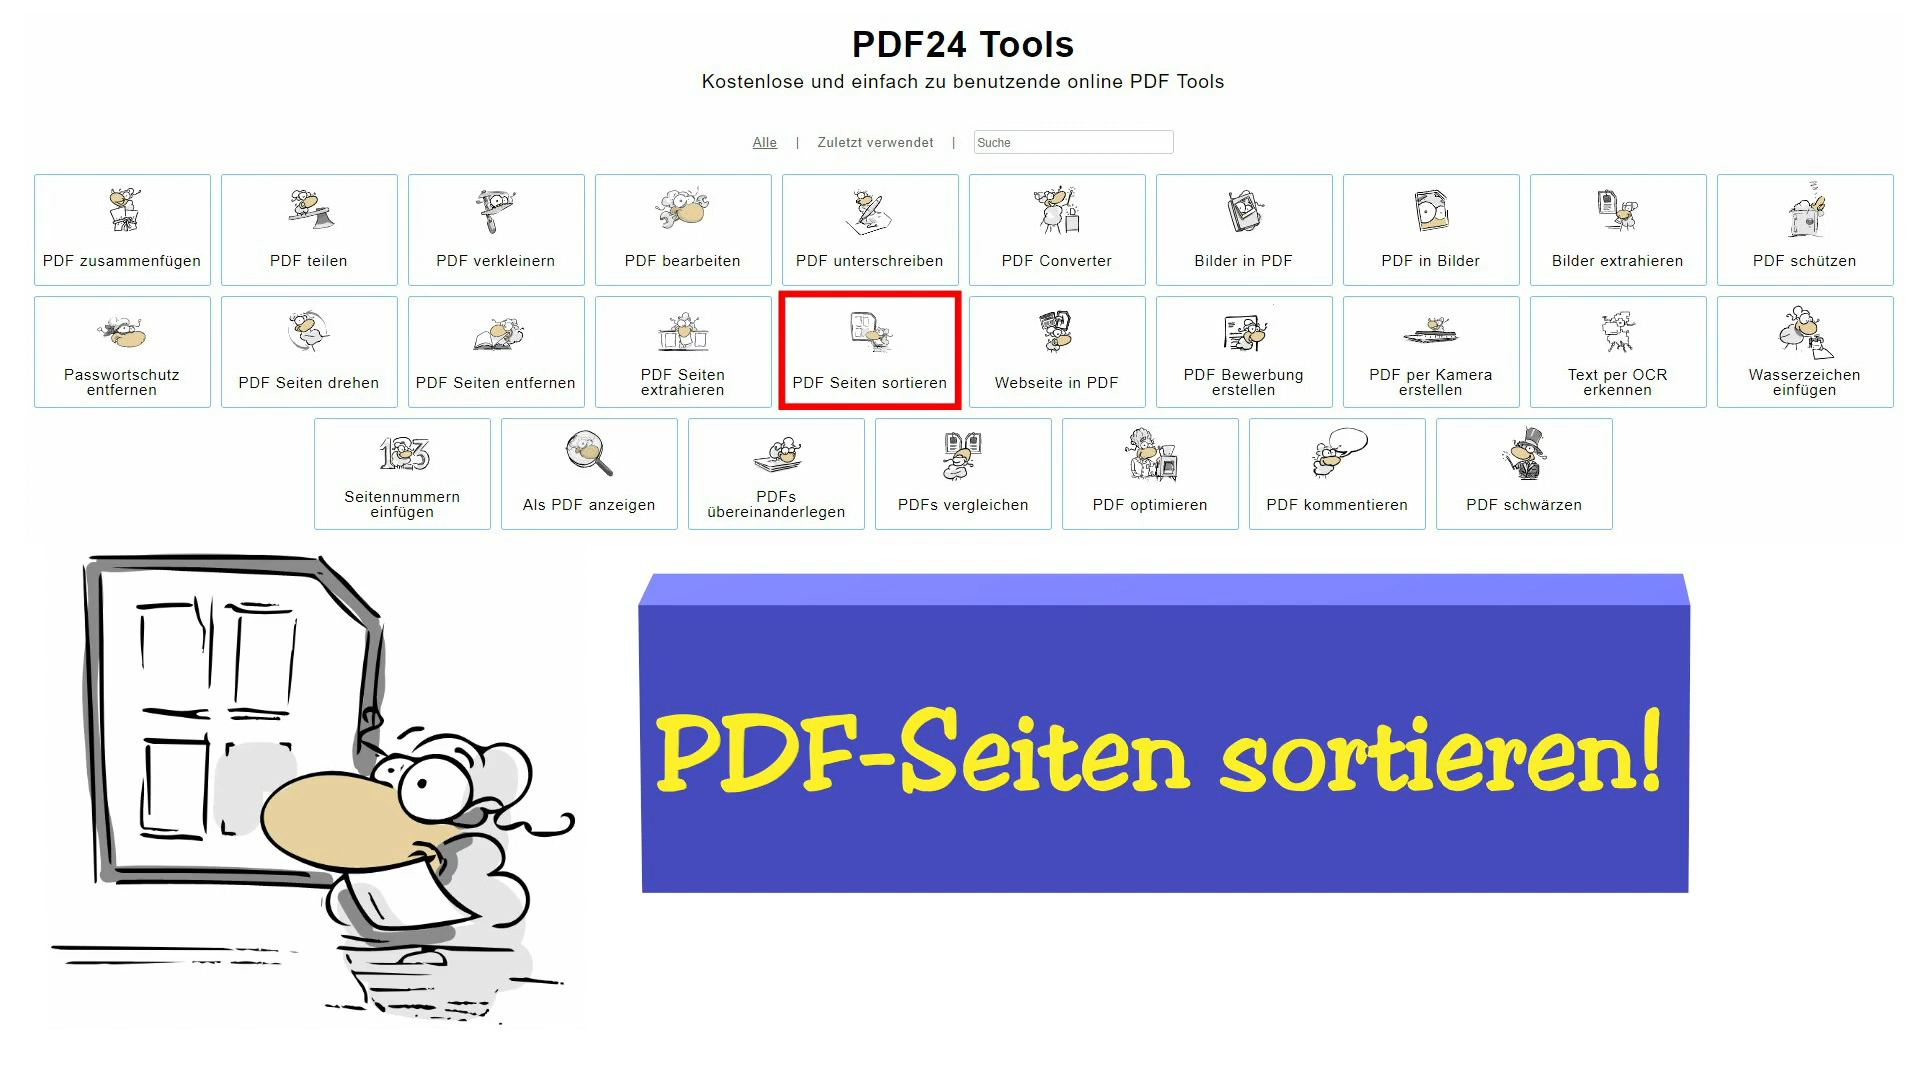 PDF24 Tools
Kostenlose und einfach zu benutzende online PDF Tools
Alle | Zuletzt verwendet | Suche
PDF zusammenfügen
PDF teilen
PDF verkleinern
PDF bearbeiten
PDF unterschreiben
PDF Converter
Bilder in PDF
PDF in Bilder
Bilder extrahieren
PDF schützen
Passwortschutz
entfernen
PDF Seiten drehen
PDF Seiten entfernen
PDF Seiten
extrahieren
PDF Seiten sortieren
Webseite in PDF
PDF Bewerbung
erstellen
PDF per Kamera
erstellen
Text per OCR
erkennen
Wasserzeichen
einfügen
123
Seitennummern
einfügen
Als PDF anzeigen
PDFs
übereinanderlegen
PDFs vergleichen
PDF optimieren
PDF kommentieren
PDF schwärzen
PDF-Seiten sortieren!